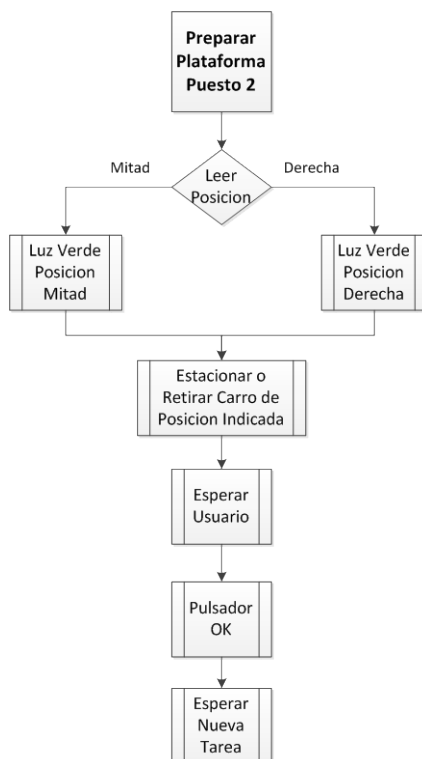 Preparar
Plataforma
Puesto 2
Mitad
Derecha
Leer
Posicion
Luz Verde
Posicion
Mitad
Luz Verde
Posicion
Derecha
Estacionar o
Retirar Carro de
Posicion Indicada
Esperar
Usuario
Pulsador
OK
Esperar
Nueva
Tarea